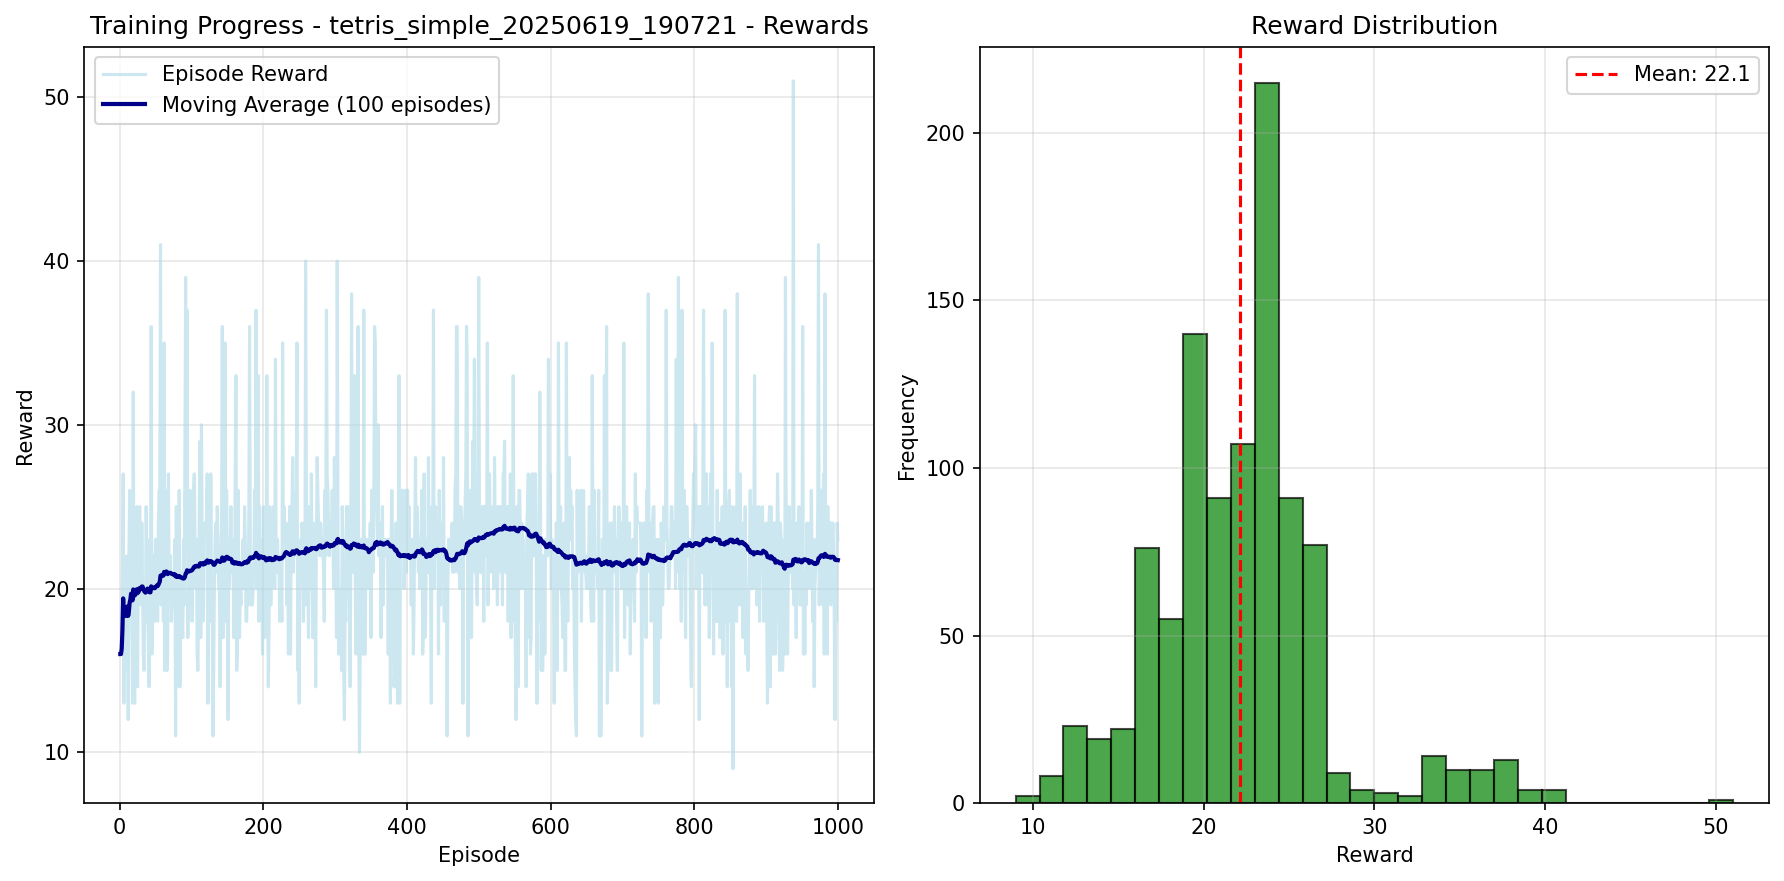 Training Progress - tetris_simple_20250619_190721 - Rewards
Episode Reward
Moving Average (100 episodes)
50
40
30
20
10
Reward
0
200
400
600
800
1000
Episode
Reward Distribution
Mean: 22.1
200
150
100
50
0
Frequency
10
20
30
40
50
Reward